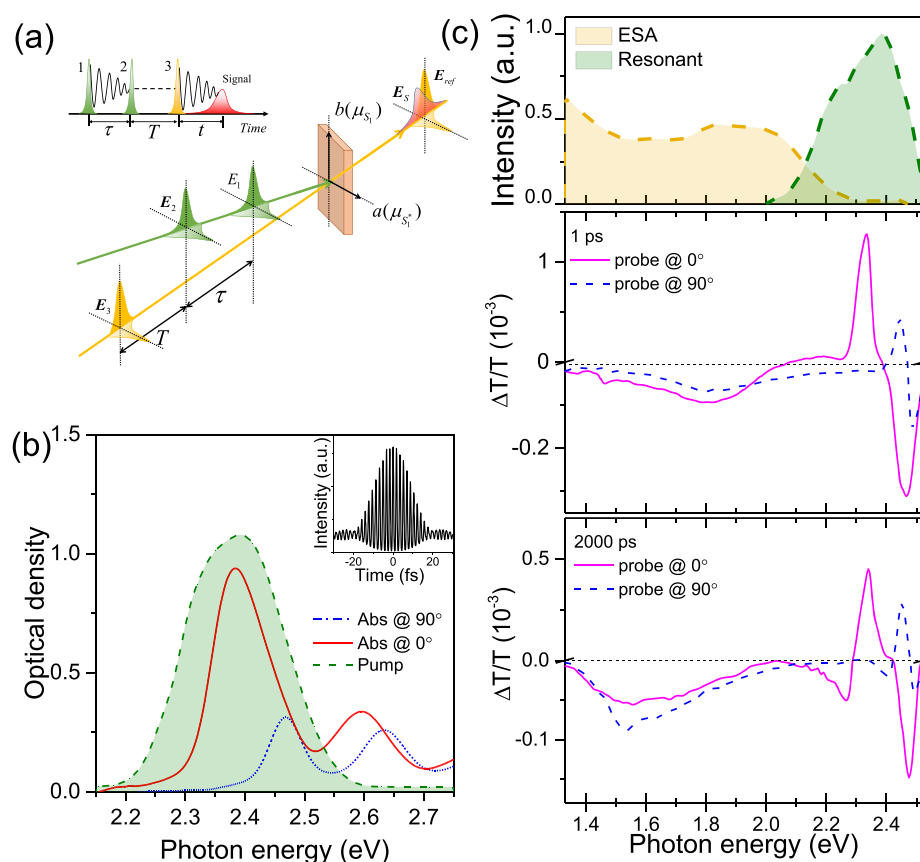 (a)
1
2
3
Signal
τ
T
t
Time
E_S
E_ref
b(μ_{S_1})
a(μ_{S_1^*})
E_1
E_2
E_3
τ
T
(b)
Optical density
1.5
1.0
0.5
0.0
2.2 2.3 2.4 2.5 2.6 2.7
Photon energy (eV)
Intensity (a.u.)
-20 0 20
Time (fs)
Abs @ 90°
Abs @ 0°
Pump
(c)
Intensity (a.u.)
1.0
0.5
0.0
ESA
Resonant
ΔT/T (10⁻³)
1
0
-0.2
1 ps
probe @ 0°
probe @ 90°
ΔT/T (10⁻³)
0.5
0.0
-0.1
2000 ps
probe @ 0°
probe @ 90°
1.4 1.6 1.8 2.0 2.2 2.4
Photon energy (eV)